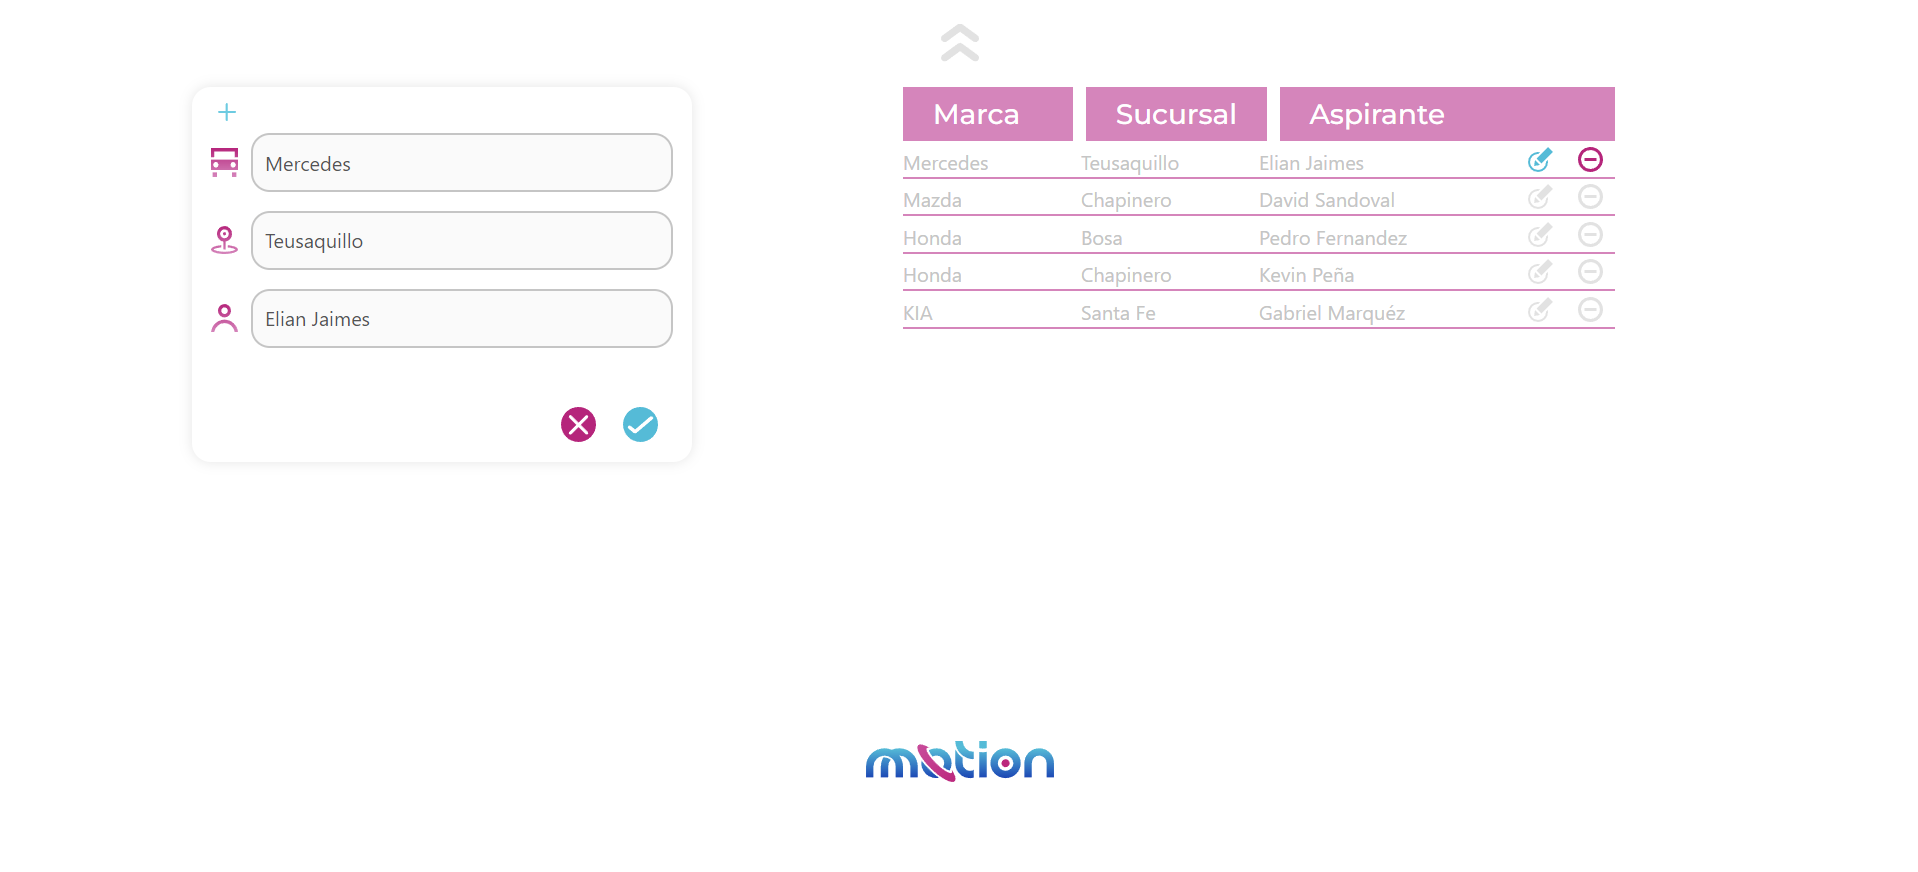 Mercedes
Teusaquillo
Elian Jaimes
Marca Sucursal Aspirante
Mercedes Teusaquillo Elian Jaimes
Mazda Chapinero David Sandoval
Honda Bosa Pedro Fernandez
Honda Chapinero Kevin Peña
KIA Santa Fe Gabriel Marquéz
motion